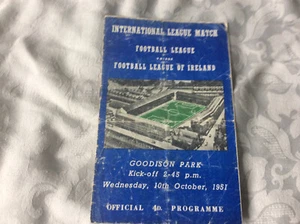 INTERNATIONAL LEAGUE MATCH
FOOTBALL LEAGUE
versus
FOOTBALL LEAGUE OF IRELAND
GOODISON PARK
Kick-off 2-45 p.m.
Wednesday, 10th October, 1951
OFFICIAL 4D. PROGRAMME